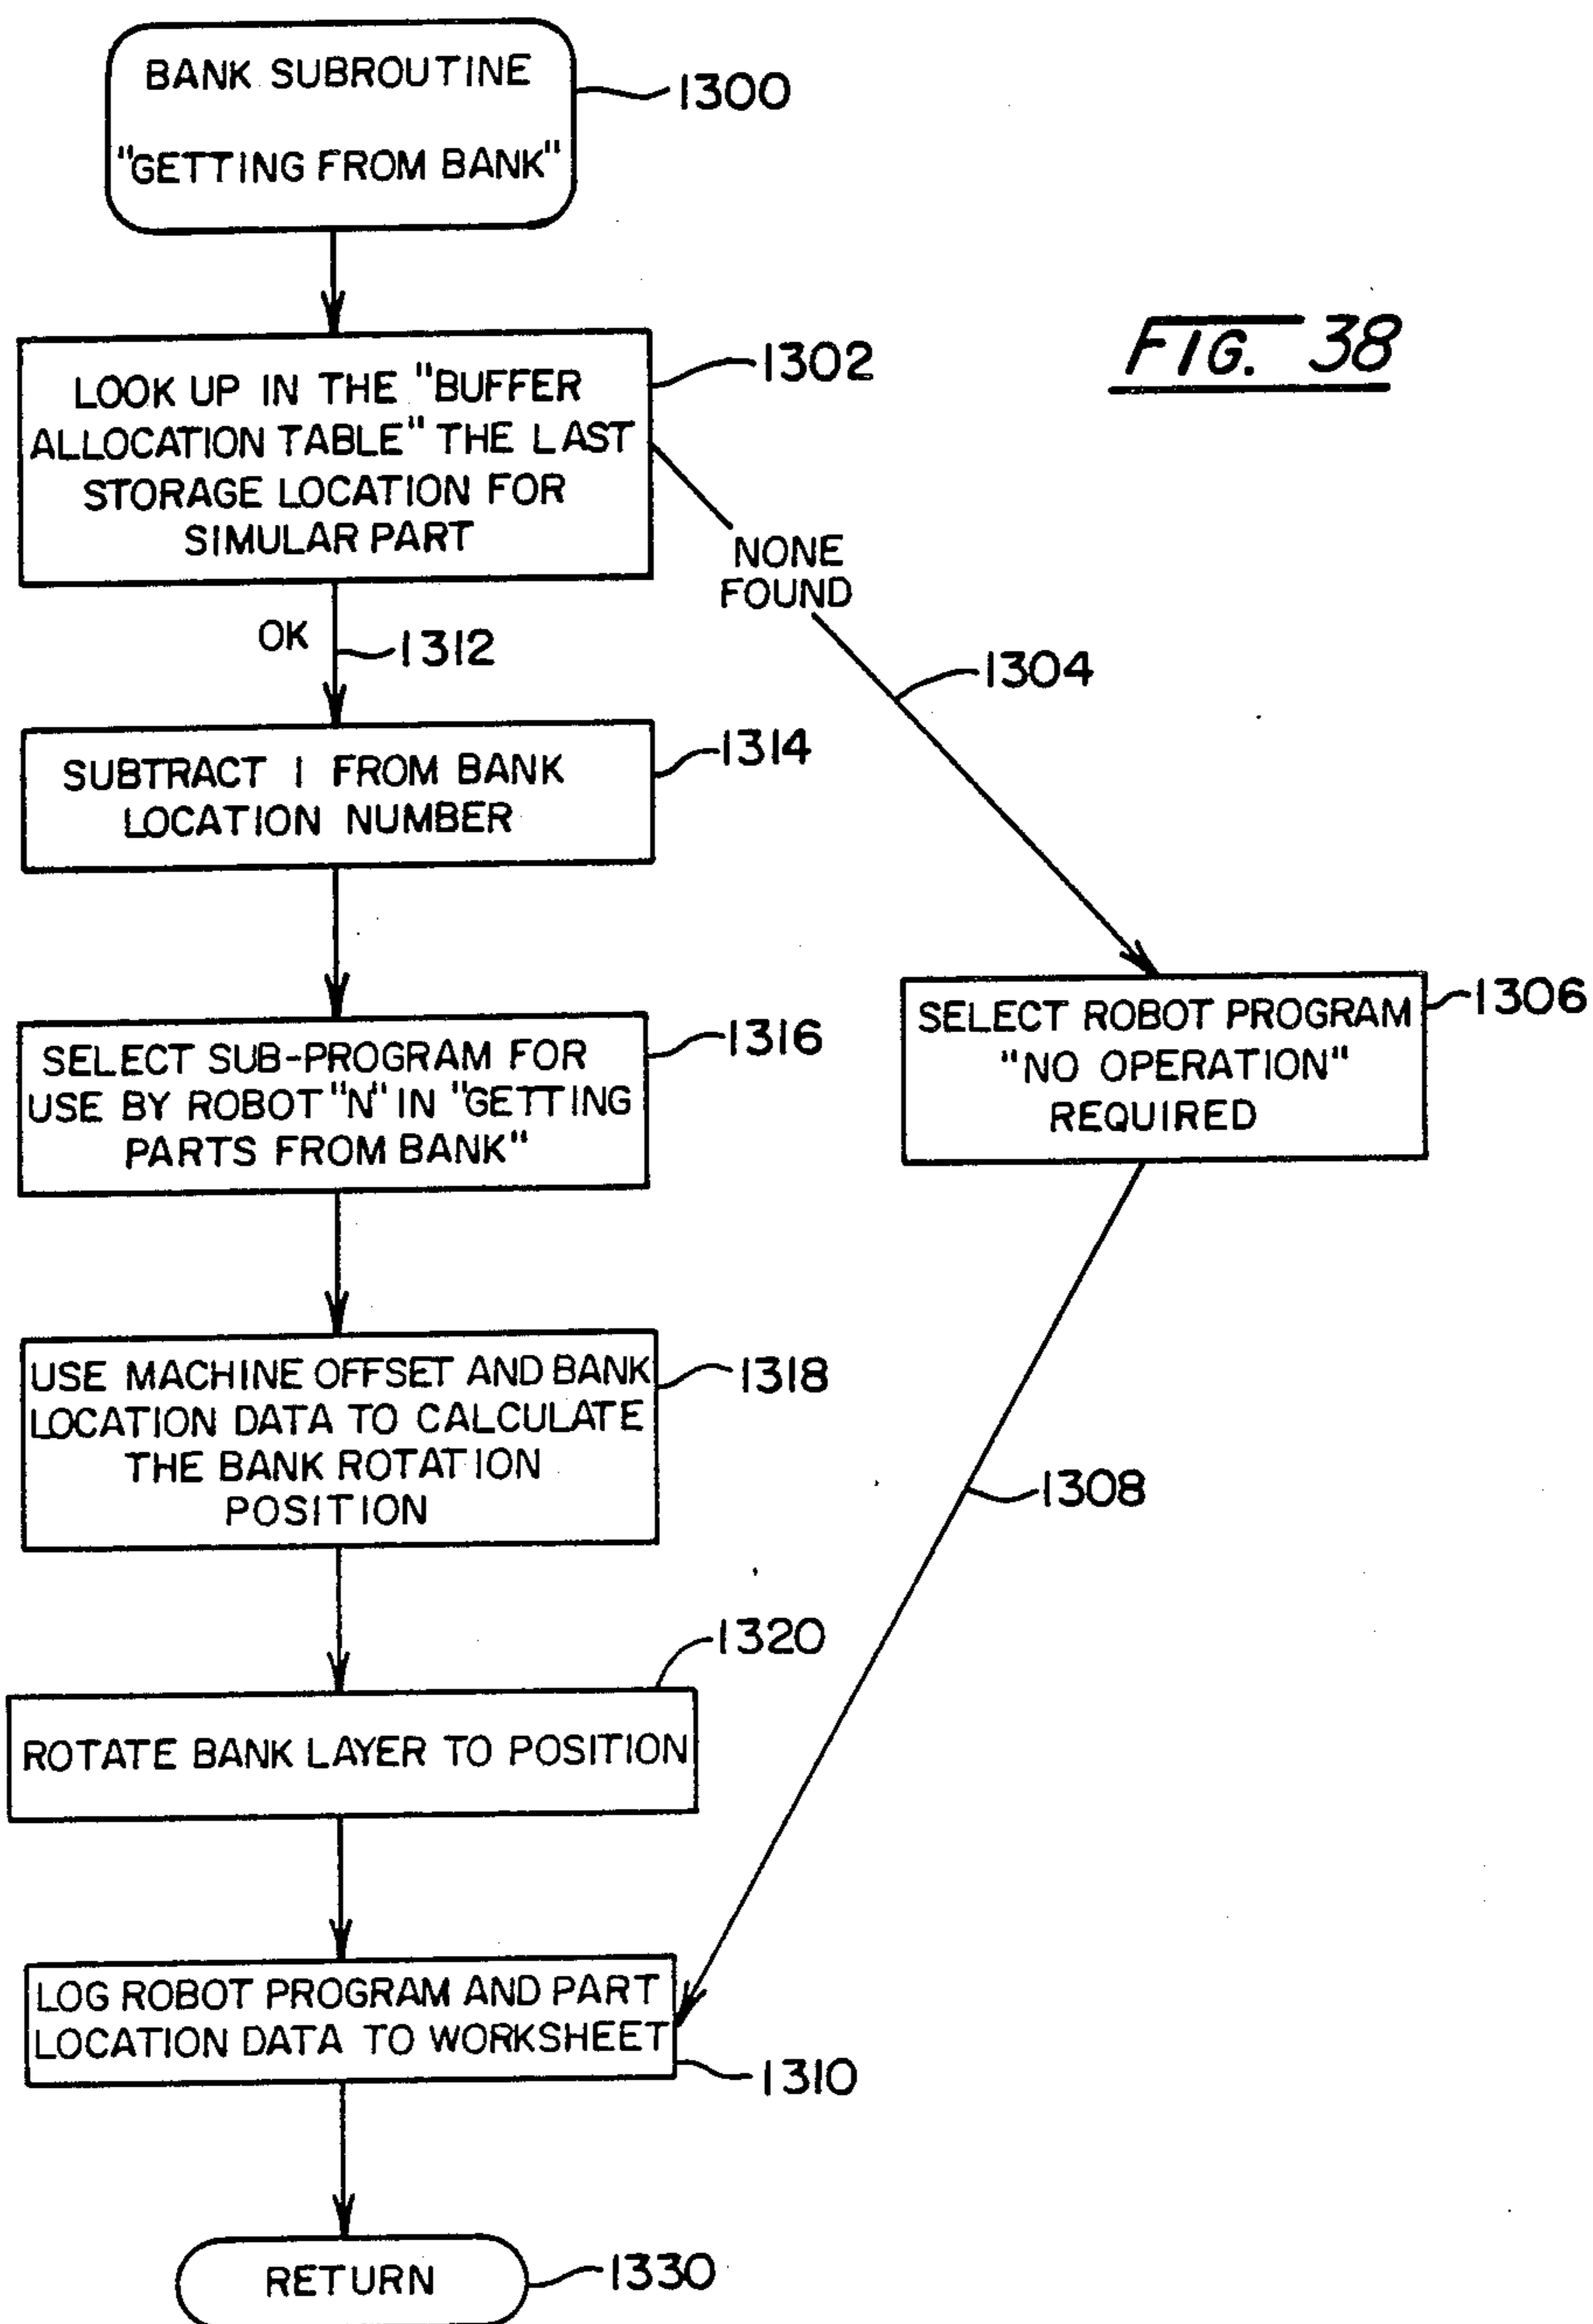 BANK SUBROUTINE
"GETTING FROM BANK"
1300
FIG. 38
LOOK UP IN THE "BUFFER
ALLOCATION TABLE" THE LAST
STORAGE LOCATION FOR
SIMULAR PART
1302
NONE
FOUND
OK
1312
1304
SUBTRACT 1 FROM BANK
LOCATION NUMBER
1314
SELECT ROBOT PROGRAM
"NO OPERATION"
REQUIRED
1306
SELECT SUB-PROGRAM FOR
USE BY ROBOT "N" IN "GETTING
PARTS FROM BANK"
1316
USE MACHINE OFFSET AND BANK
LOCATION DATA TO CALCULATE
THE BANK ROTATION
POSITION
1318
1308
1320
ROTATE BANK LAYER TO POSITION
LOG ROBOT PROGRAM AND PART
LOCATION DATA TO WORKSHEET
1310
RETURN
1330